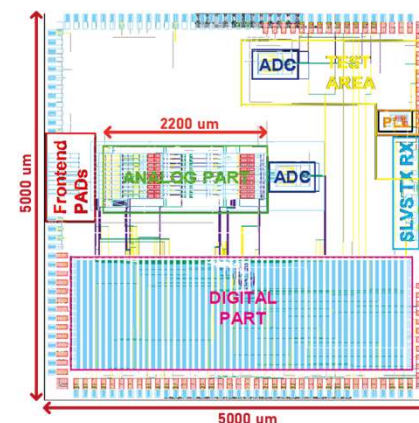 ADC
TEST
AREA
PLL
2200 um
5000 um
Frontend
PADs
ANALOG PART
ADC
SLVS TX RX
DIGITAL
PART
5000 um